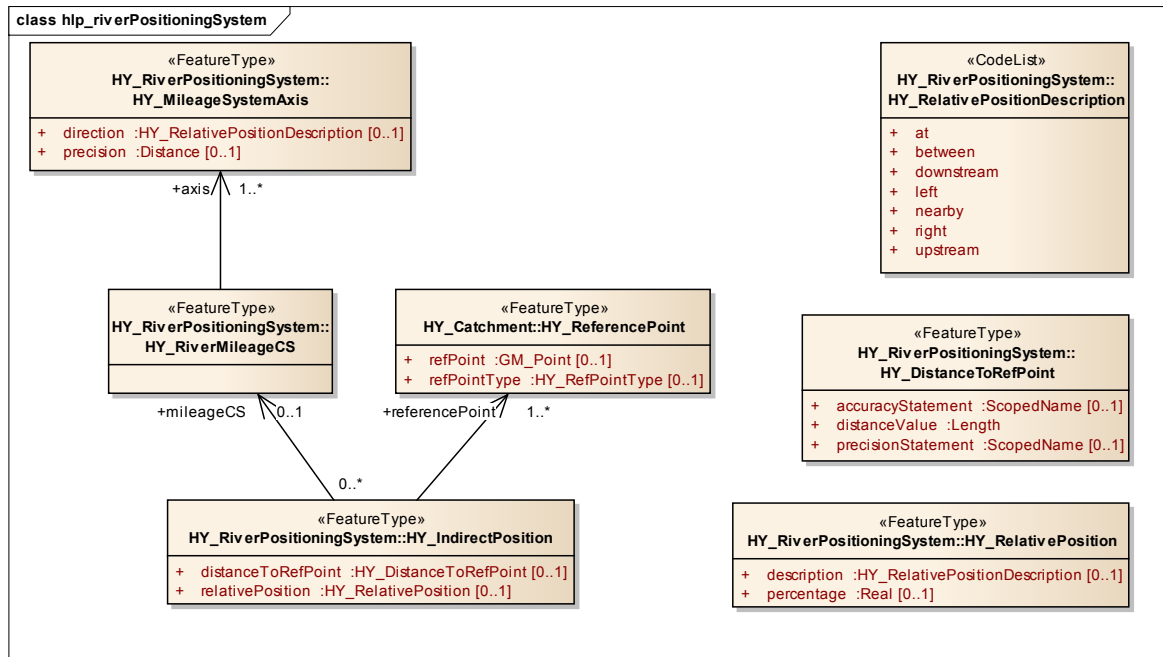 class hlp_riverPositioningSystem
«FeatureType»
HY_RiverPositioningSystem::
HY_MileageSystemAxis
+ direction :HY_RelativePositionDescription [0..1]
+ precision :Distance [0..1]
+axis 1..*
«FeatureType»
HY_RiverPositioningSystem::
HY_RiverMileageCS
+mileageCS 0..1
«FeatureType»
HY_Catchment::HY_ReferencePoint
+ refPoint :GM_Point [0..1]
+ refPointType :HY_RefPointType [0..1]
+referencePoint 1..*
0..*
«FeatureType»
HY_RiverPositioningSystem::HY_IndirectPosition
+ distanceToRefPoint :HY_DistanceToRefPoint [0..1]
+ relativePosition :HY_RelativePosition [0..1]
«CodeList»
HY_RiverPositioningSystem::
HY_RelativePositionDescription
+ at
+ between
+ downstream
+ left
+ nearby
+ right
+ upstream
«FeatureType»
HY_RiverPositioningSystem::
HY_DistanceToRefPoint
+ accuracyStatement :ScopedName [0..1]
+ distanceValue :Length
+ precisionStatement :ScopedName [0..1]
«FeatureType»
HY_RiverPositioningSystem::HY_RelativePosition
+ description :HY_RelativePositionDescription [0..1]
+ percentage :Real [0..1]